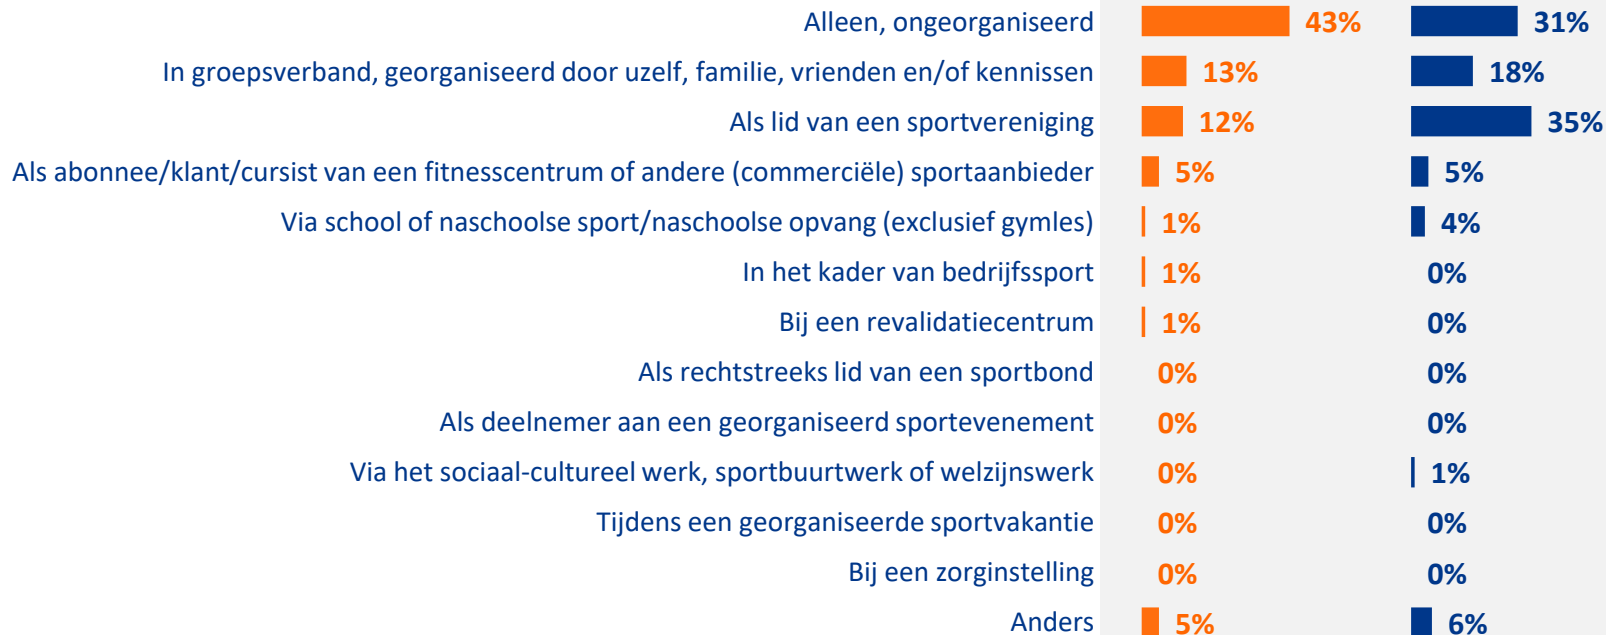 Alleen, ongeorganiseerd 43% 31%
In groepsverband, georganiseerd door uzelf, familie, vrienden en/of kennissen 13% 18%
Als lid van een sportvereniging 12% 35%
Als abonnee/klant/cursist van een fitnesscentrum of andere (commerciële) sportaanbieder 5% 5%
Via school of naschoolse sport/naschoolse opvang (exclusief gymles) 1% 4%
In het kader van bedrijfssport 1% 0%
Bij een revalidatiecentrum 1% 0%
Als rechtstreeks lid van een sportbond 0% 0%
Als deelnemer aan een georganiseerd sportevenement 0% 0%
Via het sociaal-cultureel werk, sportbuurtwerk of welzijnswerk 0% 1%
Tijdens een georganiseerde sportvakantie 0% 0%
Bij een zorginstelling 0% 0%
Anders 5% 6%